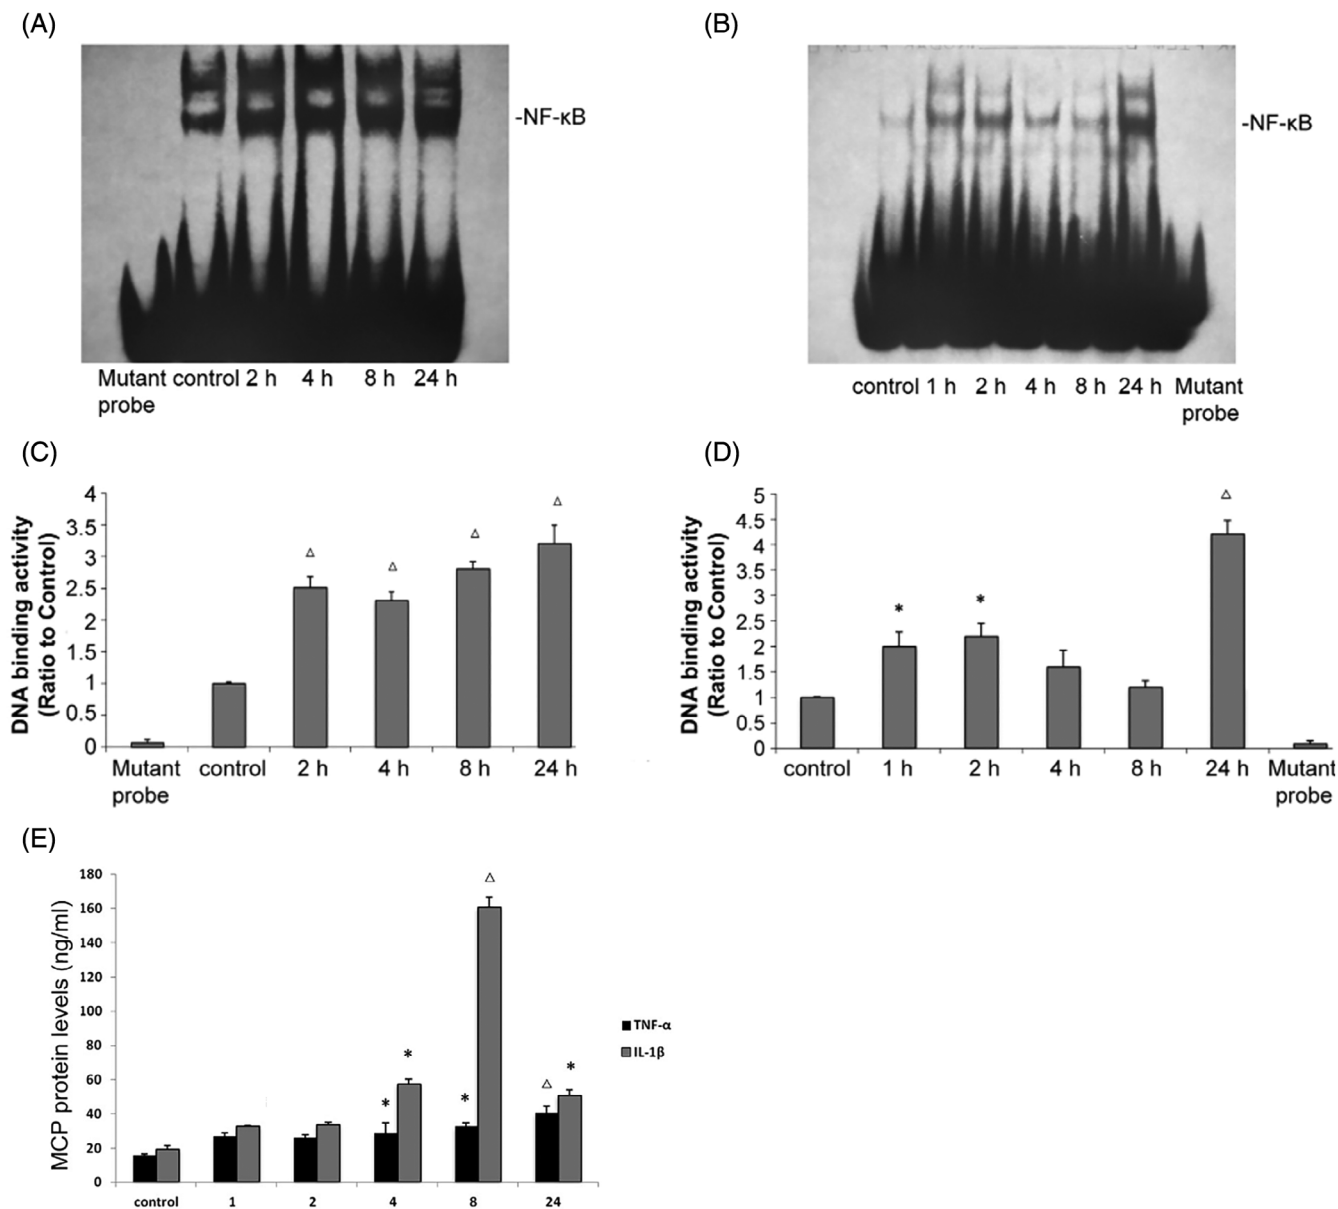 (A)
(B)
-NF-κB
-NF-κB
Mutant control 2 h 4 h 8 h 24 h
probe
control 1 h 2 h 4 h 8 h 24 h Mutant
probe
(C)
DNA binding activity
(Ratio to Control)
4
3.5
3
2.5
2
1.5
1
0.5
0
Δ Δ Δ Δ
Mutant control 2 h 4 h 8 h 24 h
probe
(D)
DNA binding activity
(Ratio to Control)
5
4.5
4
3.5
3
2.5
2
1.5
1
0.5
0
* * Δ
control 1 h 2 h 4 h 8 h 24 h Mutant
probe
(E)
MCP protein levels (ng/ml)
180
160
140
120
100
80
60
40
20
0
* * * Δ Δ *
TNF-α
IL-1β
control 1 2 4 8 24